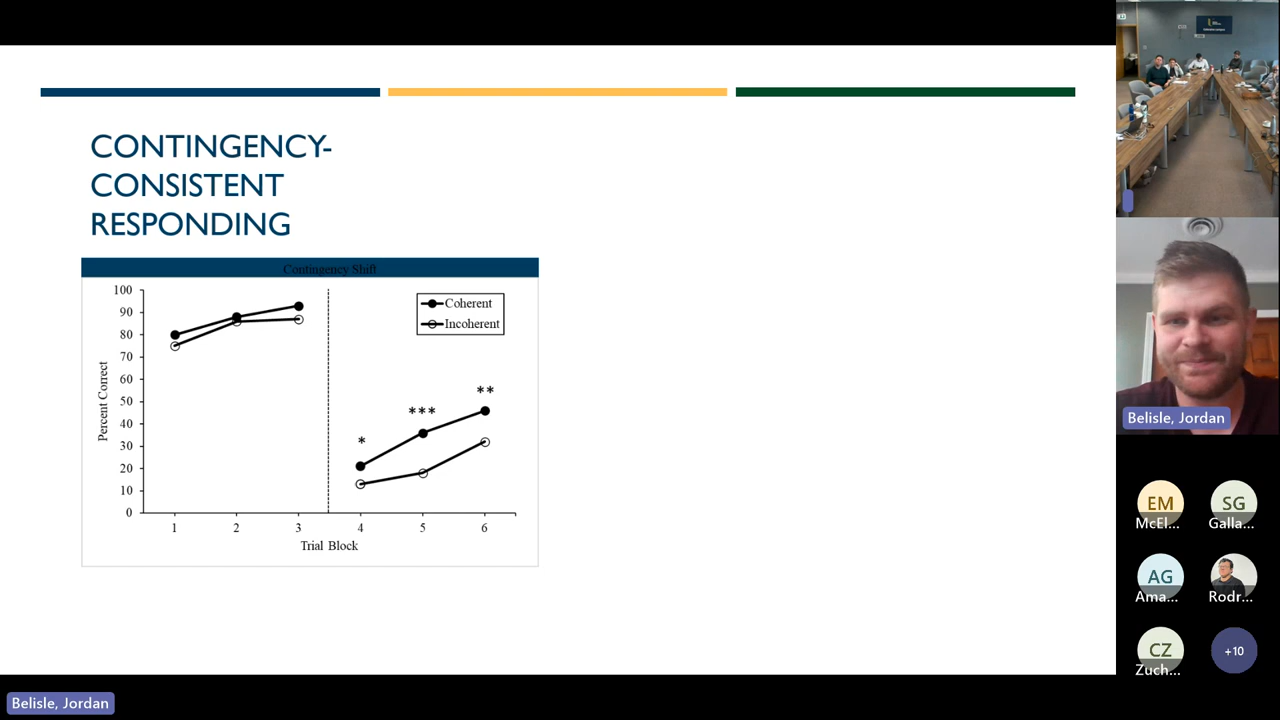 CONTINGENCY-
CONSISTENT
RESPONDING
Contingency Shift
100
90
80
70
60
50
40
30
20
10
0
Percent Correct
Coherent
Incoherent
*
***
**
1 2 3 4 5 6
Trial Block
Belisle, Jordan
EM
McEl...
SG
Galla...
AG
Ama...
Rodr...
CZ
Zuch...
+10
Belisle, Jordan